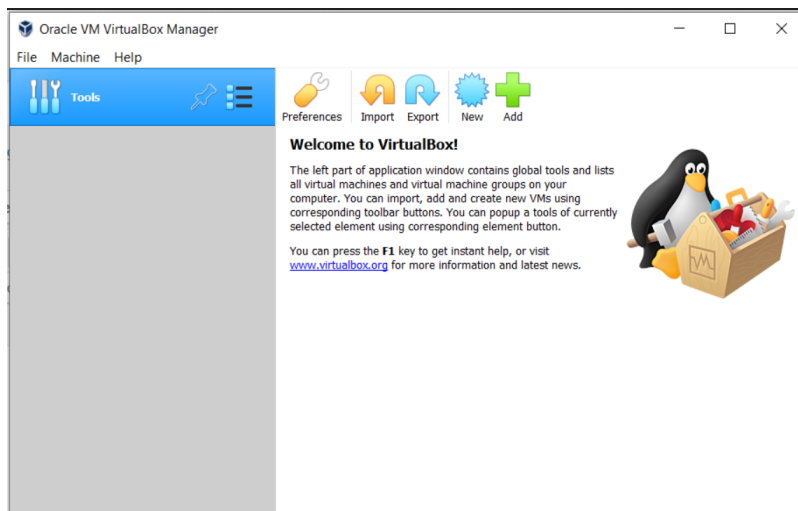 Oracle VM VirtualBox Manager
File Machine Help
Tools
Preferences Import Export New Add
Welcome to VirtualBox!
The left part of application window contains global tools and lists
all virtual machines and virtual machine groups on your
computer. You can import, add and create new VMs using
corresponding toolbar buttons. You can popup a tools of currently
selected element using corresponding element button.
You can press the F1 key to get instant help, or visit
www.virtualbox.org for more information and latest news.